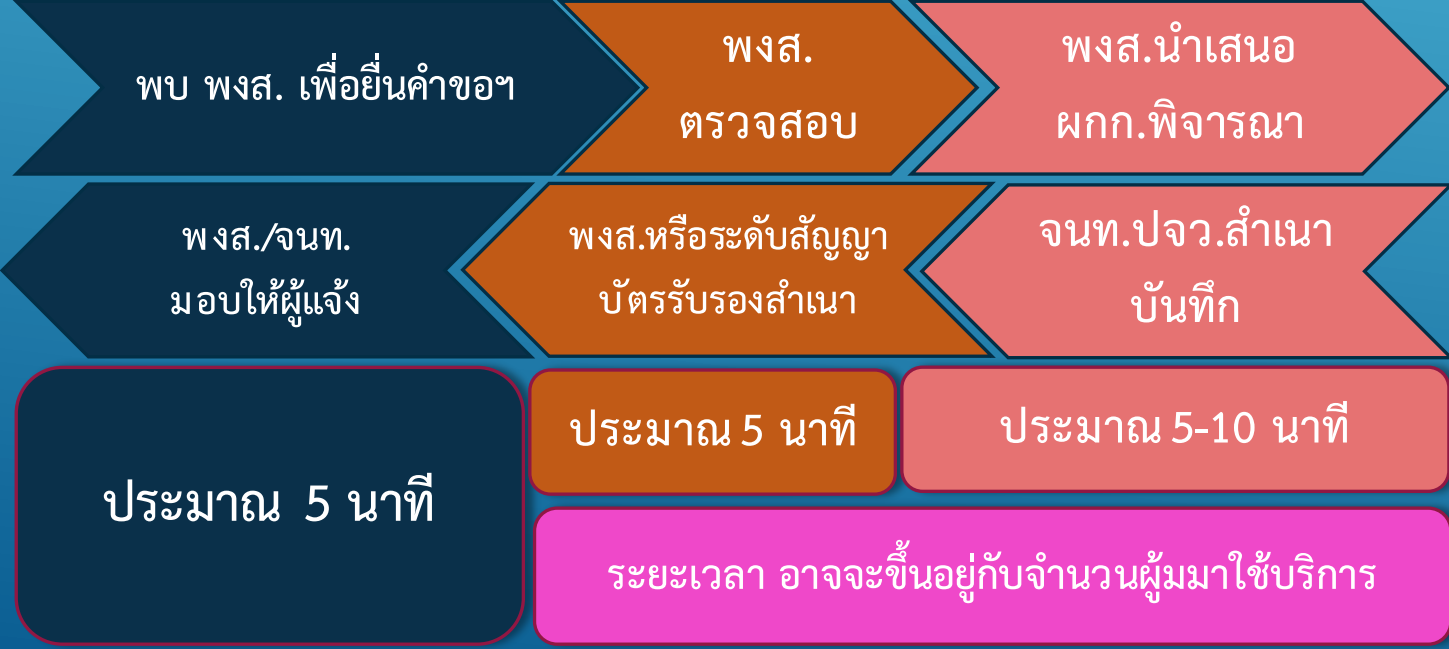 พบ พงส. เพื่อยื่นคำขอฯ
พงส.
ตรวจสอบ
พงส.นำเสนอ
ผกก.พิจารณา
พงส./จนท.
มอบให้ผู้แจ้ง
พงส.หรือระดับสัญญา
บัตรรับรองสำเนา
จนท.ปจว.สำเนา
บันทึก
ประมาณ 5 นาที
ประมาณ 5 นาที
ประมาณ 5-10 นาที
ระยะเวลา อาจจะขึ้นอยู่กับจำนวนผู้มมาใช้บริการ